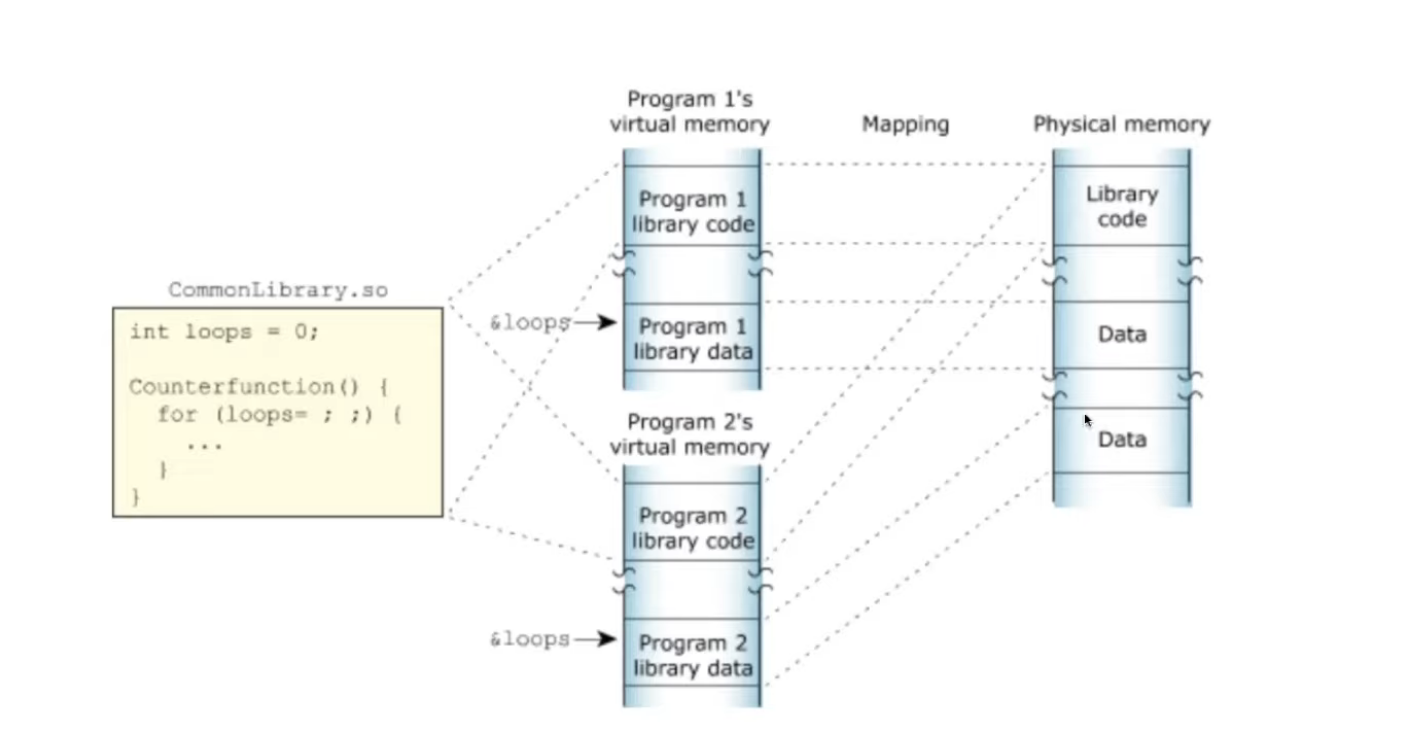 Program 1's
virtual memory
Mapping
Physical memory
Program 1
library code
Library
code
CommonLibrary.so
int loops = 0;
Counterfunction() {
for (loops= ; ;) {
...
}
}
&loops
Program 1
library data
Data
Program 2's
virtual memory
Data
Program 2
library code
&loops
Program 2
library data